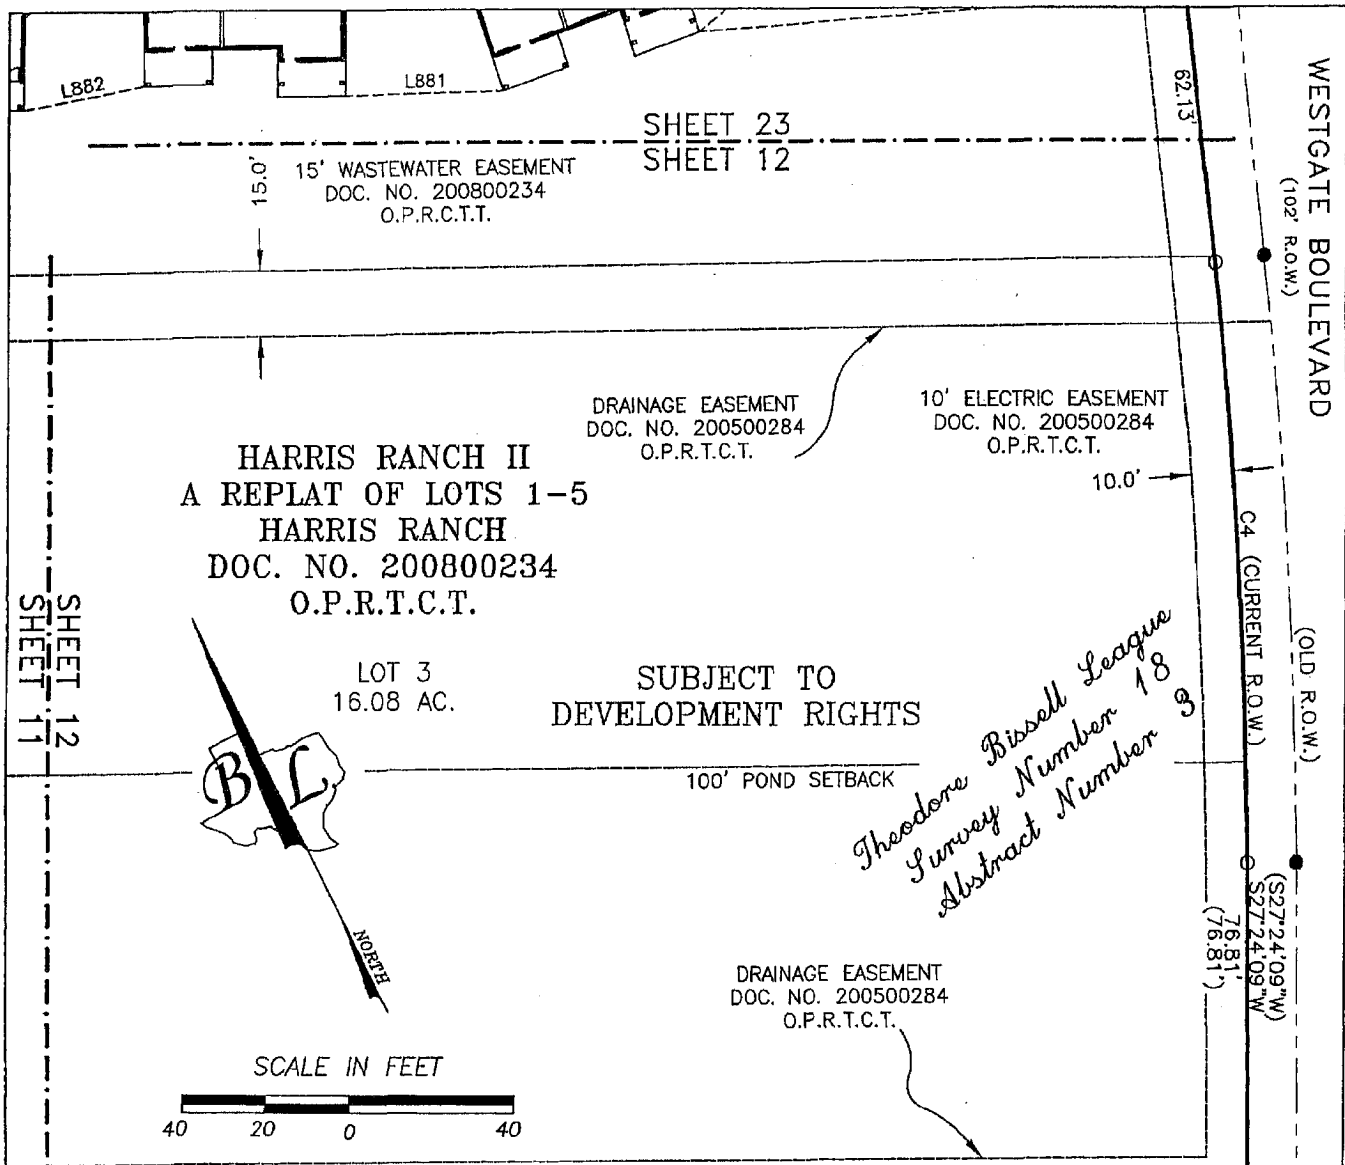 L882
L881
62.13'
WESTGATE BOULEVARD
(102' R.O.W.)
SHEET 23
SHEET 12
15.0'
15' WASTEWATER EASEMENT
DOC. NO. 200800234
O.P.R.C.T.T.
DRAINAGE EASEMENT
DOC. NO. 200500284
O.P.R.T.C.T.
10' ELECTRIC EASEMENT
DOC. NO. 200500284
O.P.R.T.C.T.
10.0'
HARRIS RANCH II
A REPLAT OF LOTS 1-5
HARRIS RANCH
DOC. NO. 200800234
O.P.R.T.C.T.
C4 (CURRENT R.O.W.)
(OLD R.O.W.)
SHEET 12
SHEET 11
LOT 3
16.08 AC.
SUBJECT TO
DEVELOPMENT RIGHTS
Theodore Bissell League
Survey Number 18
Abstract Number 3
B L
100' POND SETBACK
(S27°24'09"W)
S27°24'09"W
76.81'
(76.81')
NORTH
DRAINAGE EASEMENT
DOC. NO. 200500284
O.P.R.T.C.T.
SCALE IN FEET
40 20 0 40